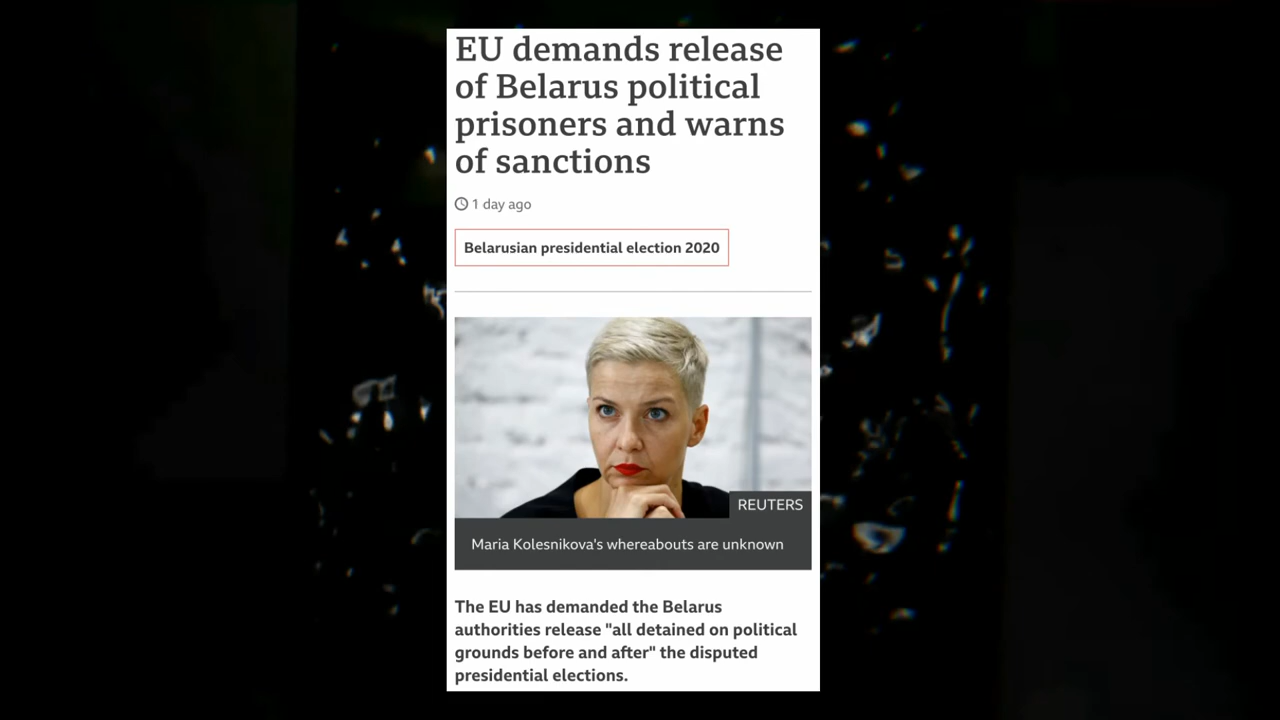 EU demands release
of Belarus political
prisoners and warns
of sanctions
1 day ago
Belarusian presidential election 2020
REUTERS
Maria Kolesnikova's whereabouts are unknown
The EU has demanded the Belarus
authorities release "all detained on political
grounds before and after" the disputed
presidential elections.